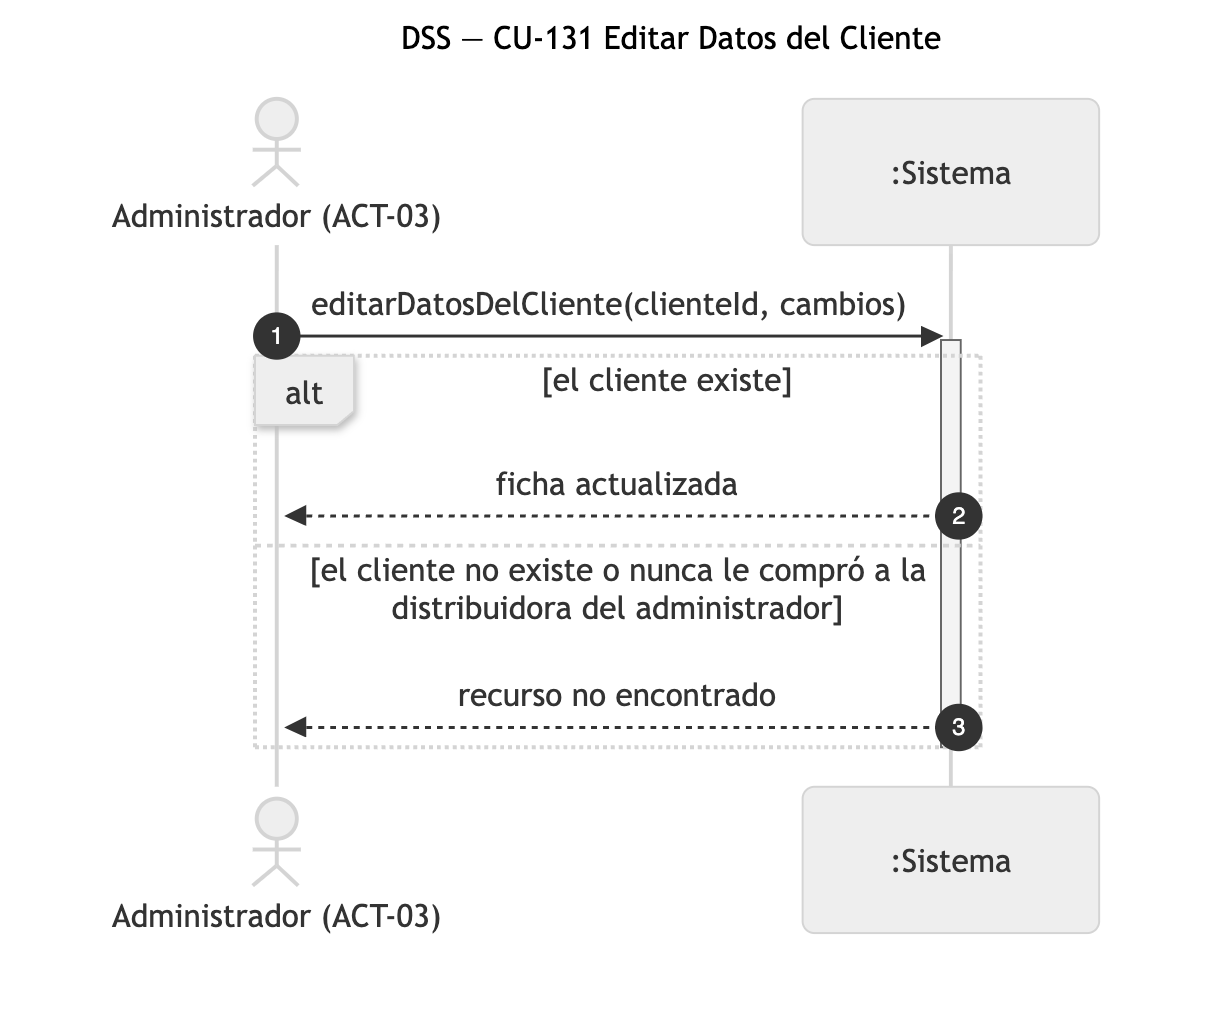 DSS — CU-131 Editar Datos del Cliente
:Sistema
Administrador (ACT-03)
editarDatosDelCliente(clienteId, cambios)
1
alt
[el cliente existe]
ficha actualizada
2
[el cliente no existe o nunca le compró a la
distribuidora del administrador]
recurso no encontrado
3
:Sistema
Administrador (ACT-03)